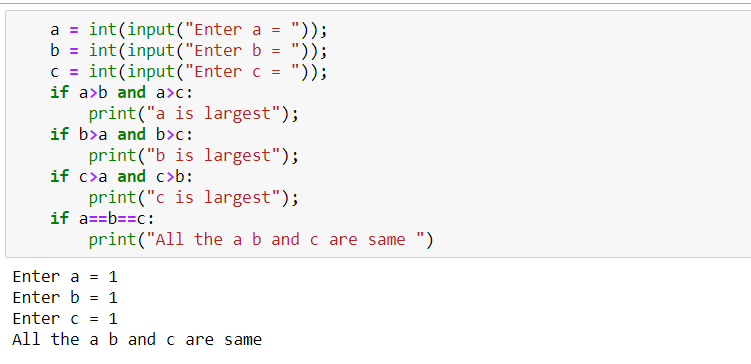 a = int(input("Enter a = "));
b = int(input("Enter b = "));
c = int(input("Enter c = "));
if a>b and a>c:
    print("a is largest");
if b>a and b>c:
    print("b is largest");
if c>a and c>b:
    print("c is largest");
if a==b==c:
    print("All the a b and c are same ")
Enter a = 1
Enter b = 1
Enter c = 1
All the a b and c are same